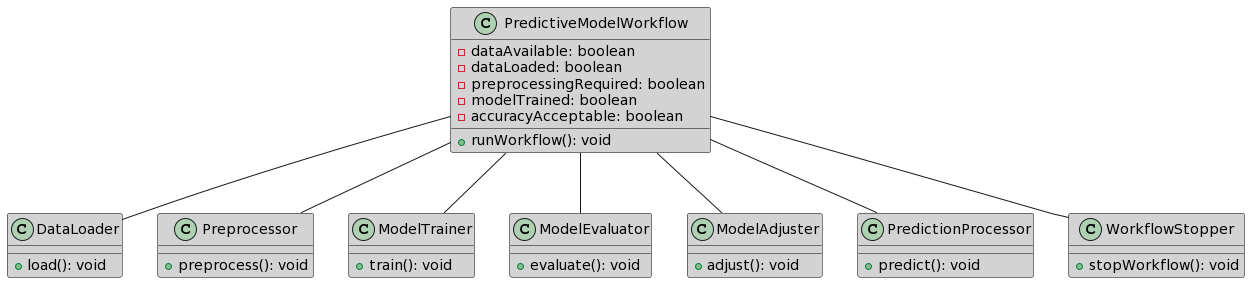 C PredictiveModelWorkflow
dataAvailable: boolean
dataLoaded: boolean
preprocessingRequired: boolean
modelTrained: boolean
accuracyAcceptable: boolean
runWorkflow(): void
C DataLoader
load(): void
C Preprocessor
preprocess(): void
C ModelTrainer
train(): void
C ModelEvaluator
evaluate(): void
C ModelAdjuster
adjust(): void
C PredictionProcessor
predict(): void
C WorkflowStopper
stopWorkflow(): void